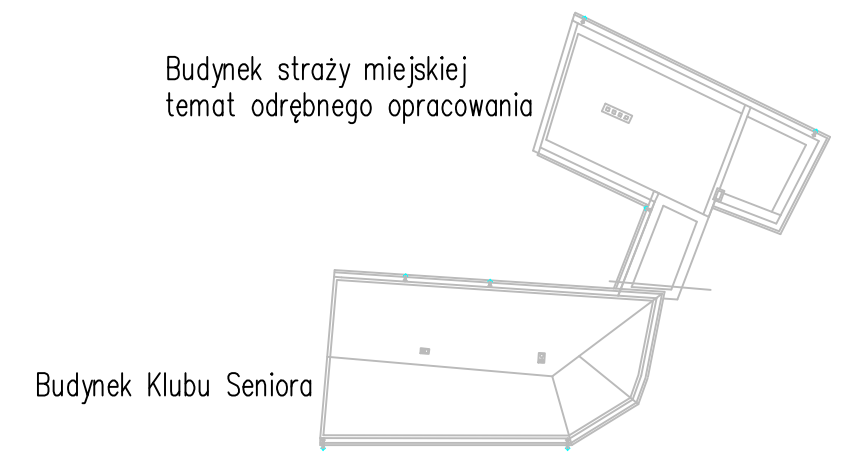 Budynek straży miejskiej
temat odrębnego opracowania
Budynek Klubu Seniora